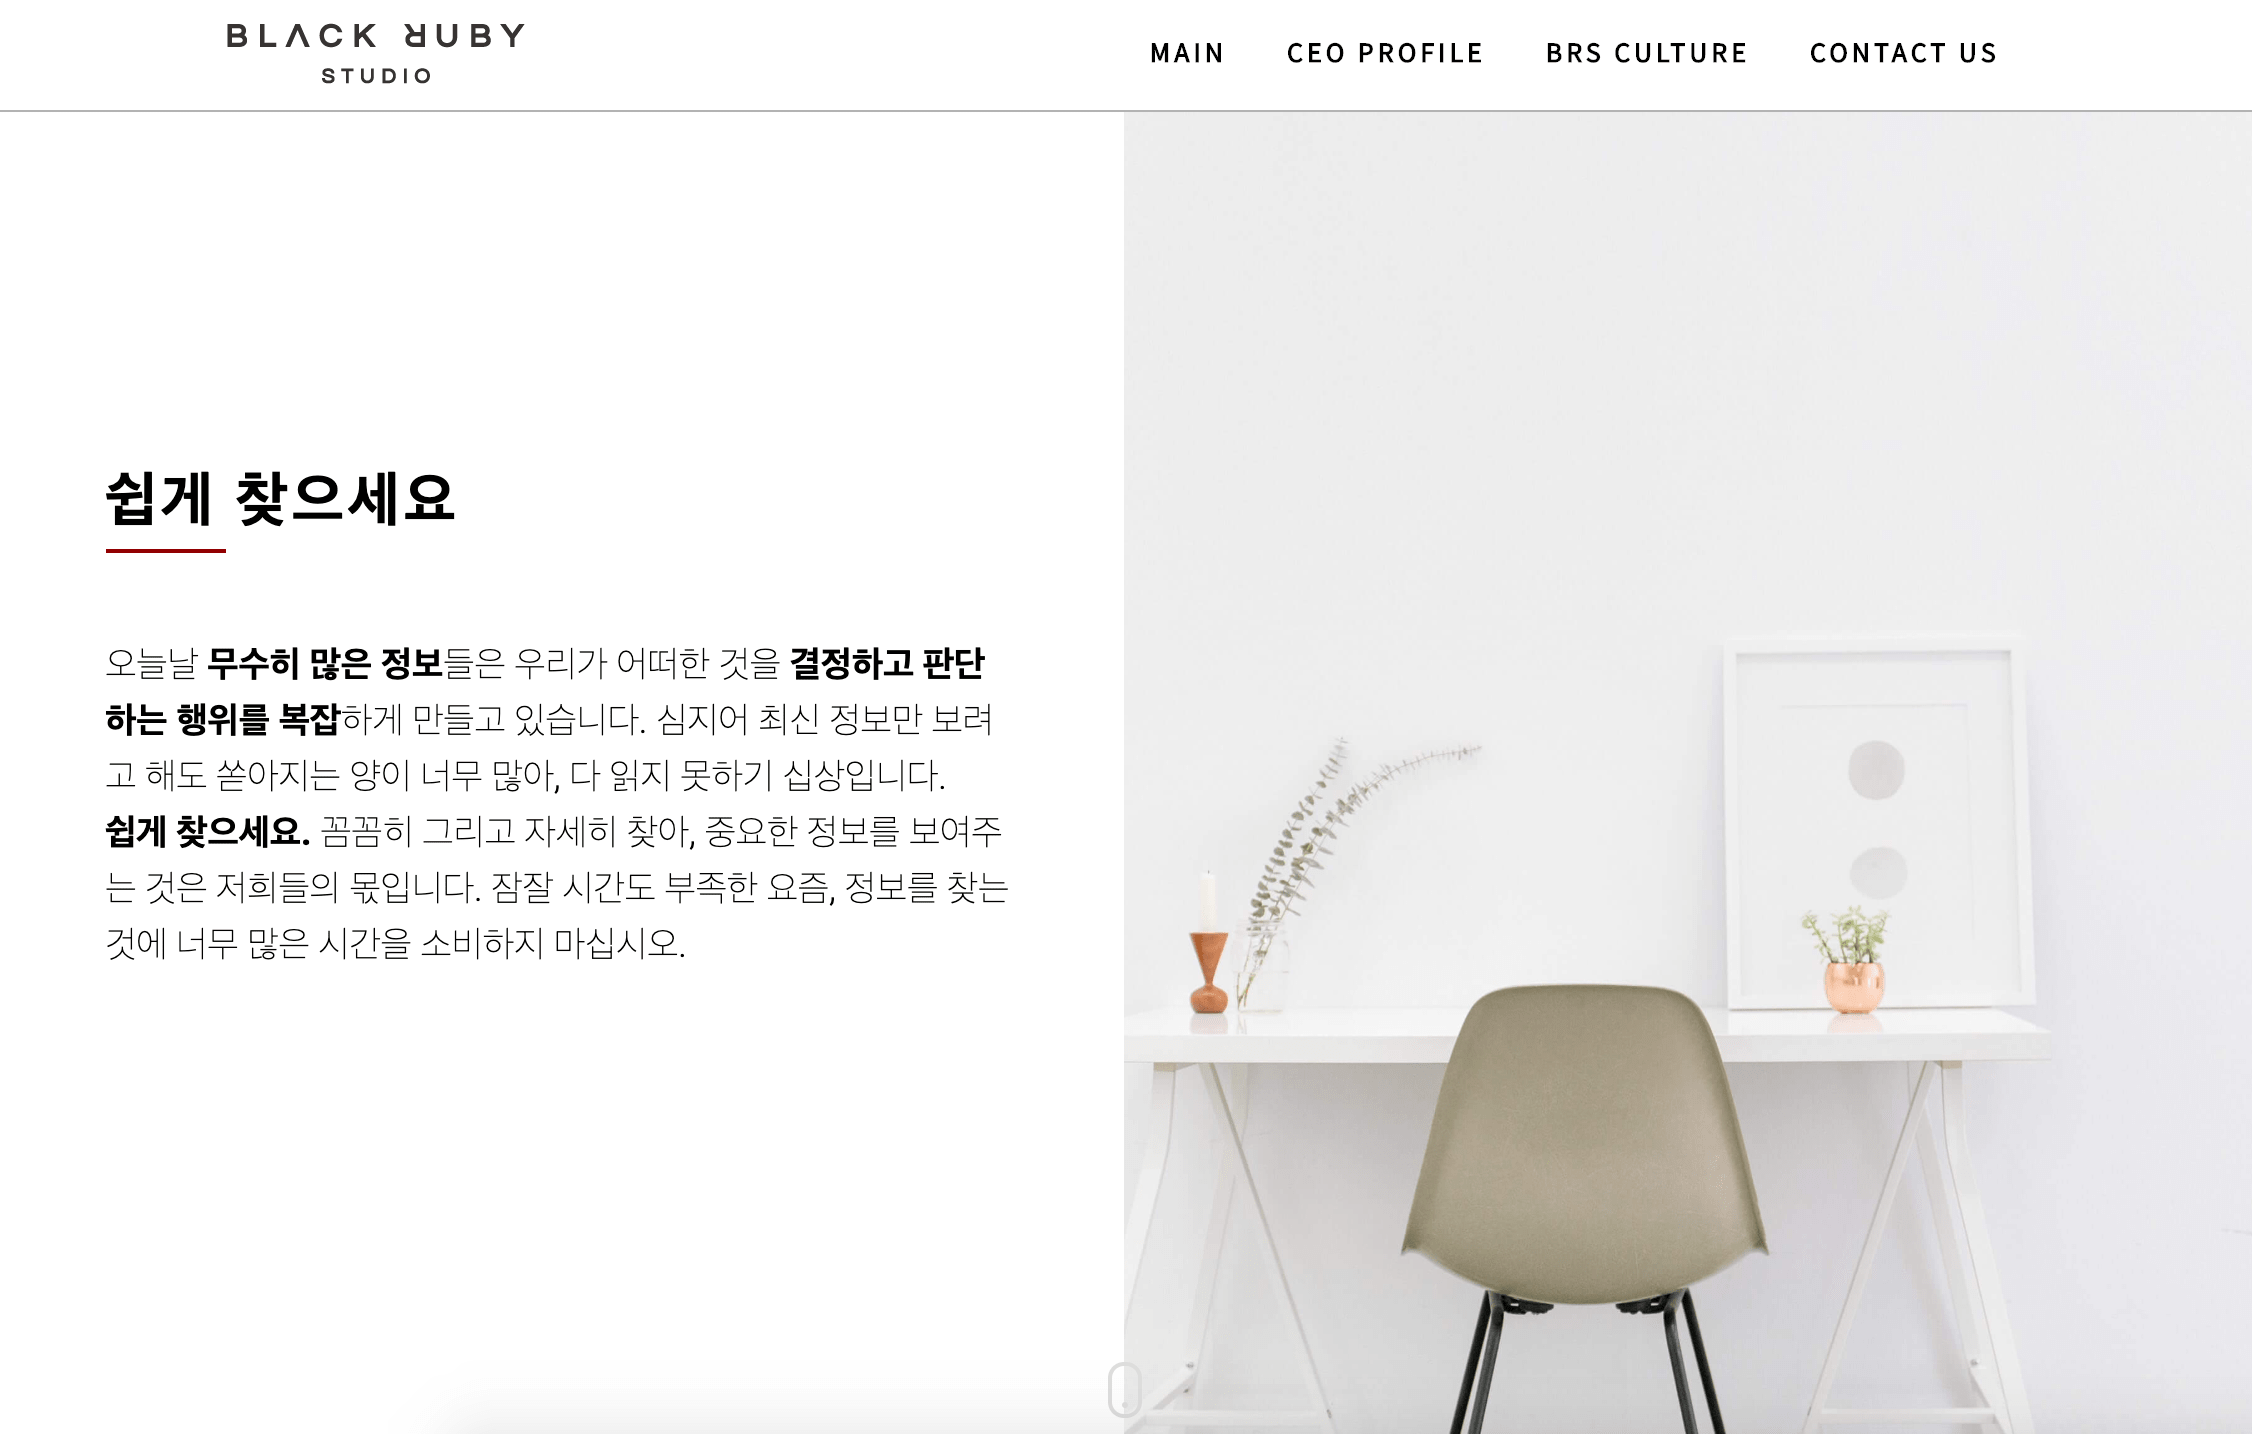 BLACK RUBY
STUDIO
MAIN CEO PROFILE BRS CULTURE CONTACT US
쉽게 찾으세요
오늘날 무수히 많은 정보들은 우리가 어떠한 것을 결정하고 판단
하는 행위를 복잡하게 만들고 있습니다. 심지어 최신 정보만 보려
고 해도 쏟아지는 양이 너무 많아, 다 읽지 못하기 십상입니다.
쉽게 찾으세요. 꼼꼼히 그리고 자세히 찾아, 중요한 정보를 보여주
는 것은 저희들의 몫입니다. 잠잘 시간도 부족한 요즘, 정보를 찾는
것에 너무 많은 시간을 소비하지 마십시오.